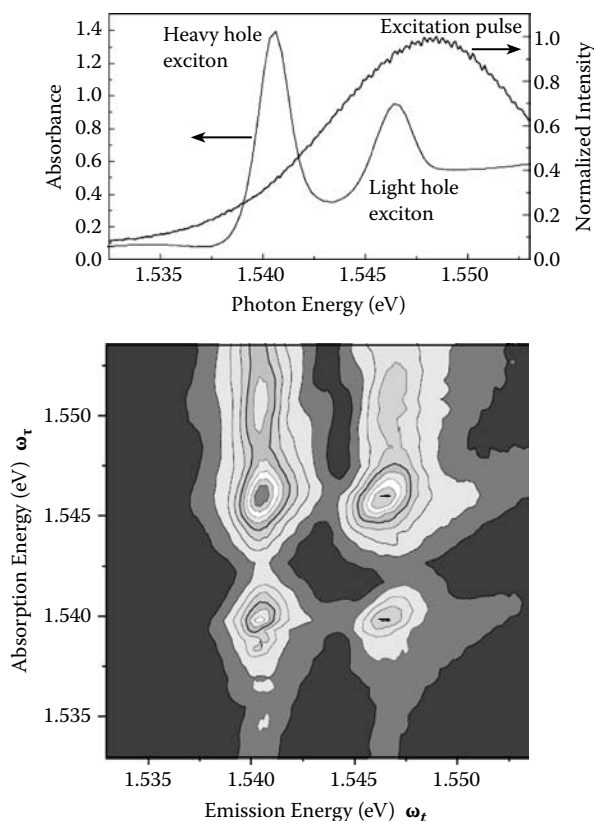 Heavy hole
exciton
Excitation pulse
Light hole
exciton
Absorbance
1.4
1.2
1.0
0.8
0.6
0.4
0.2
0.0
Normalized Intensity
1.0
0.8
0.6
0.4
0.2
0.0
1.535 1.540 1.545 1.550
Photon Energy (eV)
Absorption Energy (eV) ωτ
1.550
1.545
1.540
1.535
1.535 1.540 1.545 1.550
Emission Energy (eV) ωt